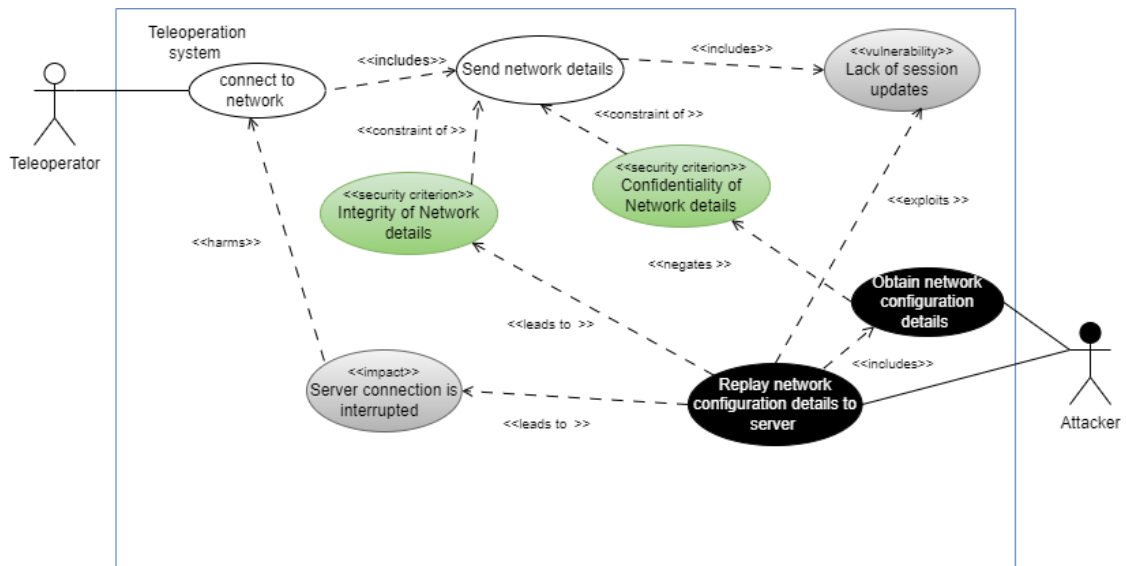 Teleoperation
system
<<includes>>
<<includes>>
<<vulnerability>>
Lack of session
updates
Send network details
connect to
network
<<constraint of >>
<<constraint of >>
Teleoperator
<<security criterion>>
Confidentiality of
Network details
<<security criterion>>
Integrity of Network
details
<<exploits >>
<<harms>>
<<negates >>
Obtain network
configuration
details
<<leads to >>
<<includes>>
<<impact>>
Server connection is
interrupted
Replay network
configuration details to
server
<<leads to >>
Attacker